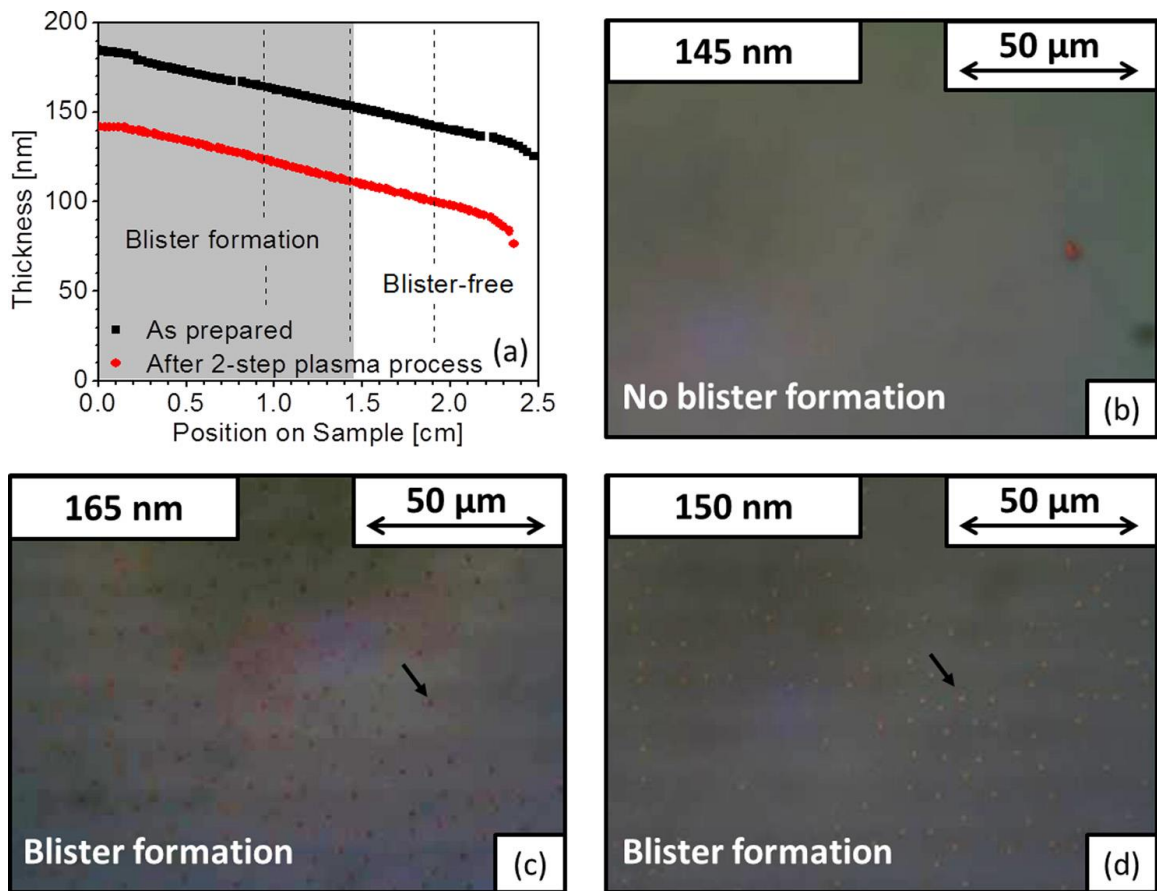 200
150
100
50
0
Thickness [nm]
Blister formation
Blister-free
As prepared
After 2-step plasma process
(a)
0.0 0.5 1.0 1.5 2.0 2.5
Position on Sample [cm]
145 nm
50 µm
No blister formation
(b)
165 nm
50 µm
Blister formation
(c)
150 nm
50 µm
Blister formation
(d)